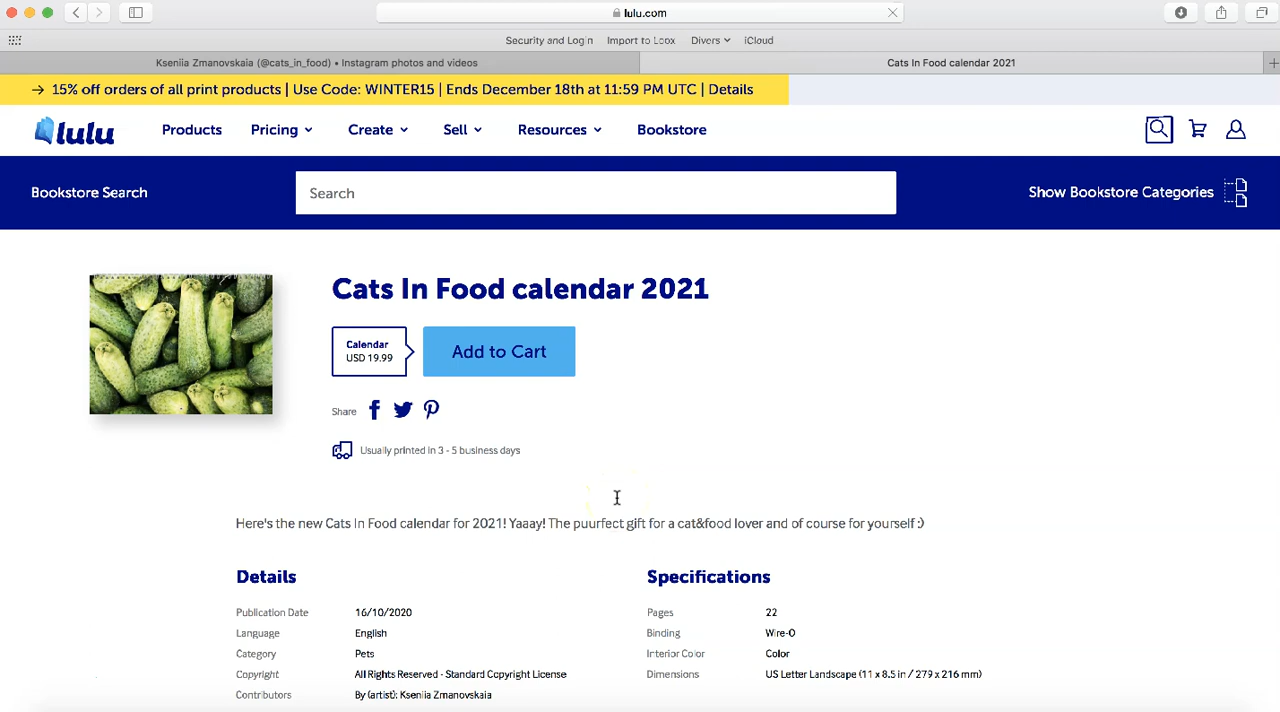 lulu.com
Security and Login Import to Loox Divers iCloud
Kseniia Zmanovskaia (@cats_in_food) • Instagram photos and videos
Cats In Food calendar 2021
→ 15% off orders of all print products | Use Code: WINTER15 | Ends December 18th at 11:59 PM UTC | Details
lulu
Products Pricing Create Sell Resources Bookstore
Bookstore Search
Search
Show Bookstore Categories
Cats In Food calendar 2021
Calendar
USD 19.99
Add to Cart
Share
Usually printed in 3 - 5 business days
Here's the new Cats In Food calendar for 2021! Yaaay! The puurfect gift for a cat&food lover and of course for yourself :)
Details
Publication Date 16/10/2020
Language English
Category Pets
Copyright All Rights Reserved - Standard Copyright License
Contributors By (artist): Kseniia Zmanovskaia
Specifications
Pages 22
Binding Wire-O
Interior Color Color
Dimensions US Letter Landscape (11 x 8.5 in / 279 x 216 mm)